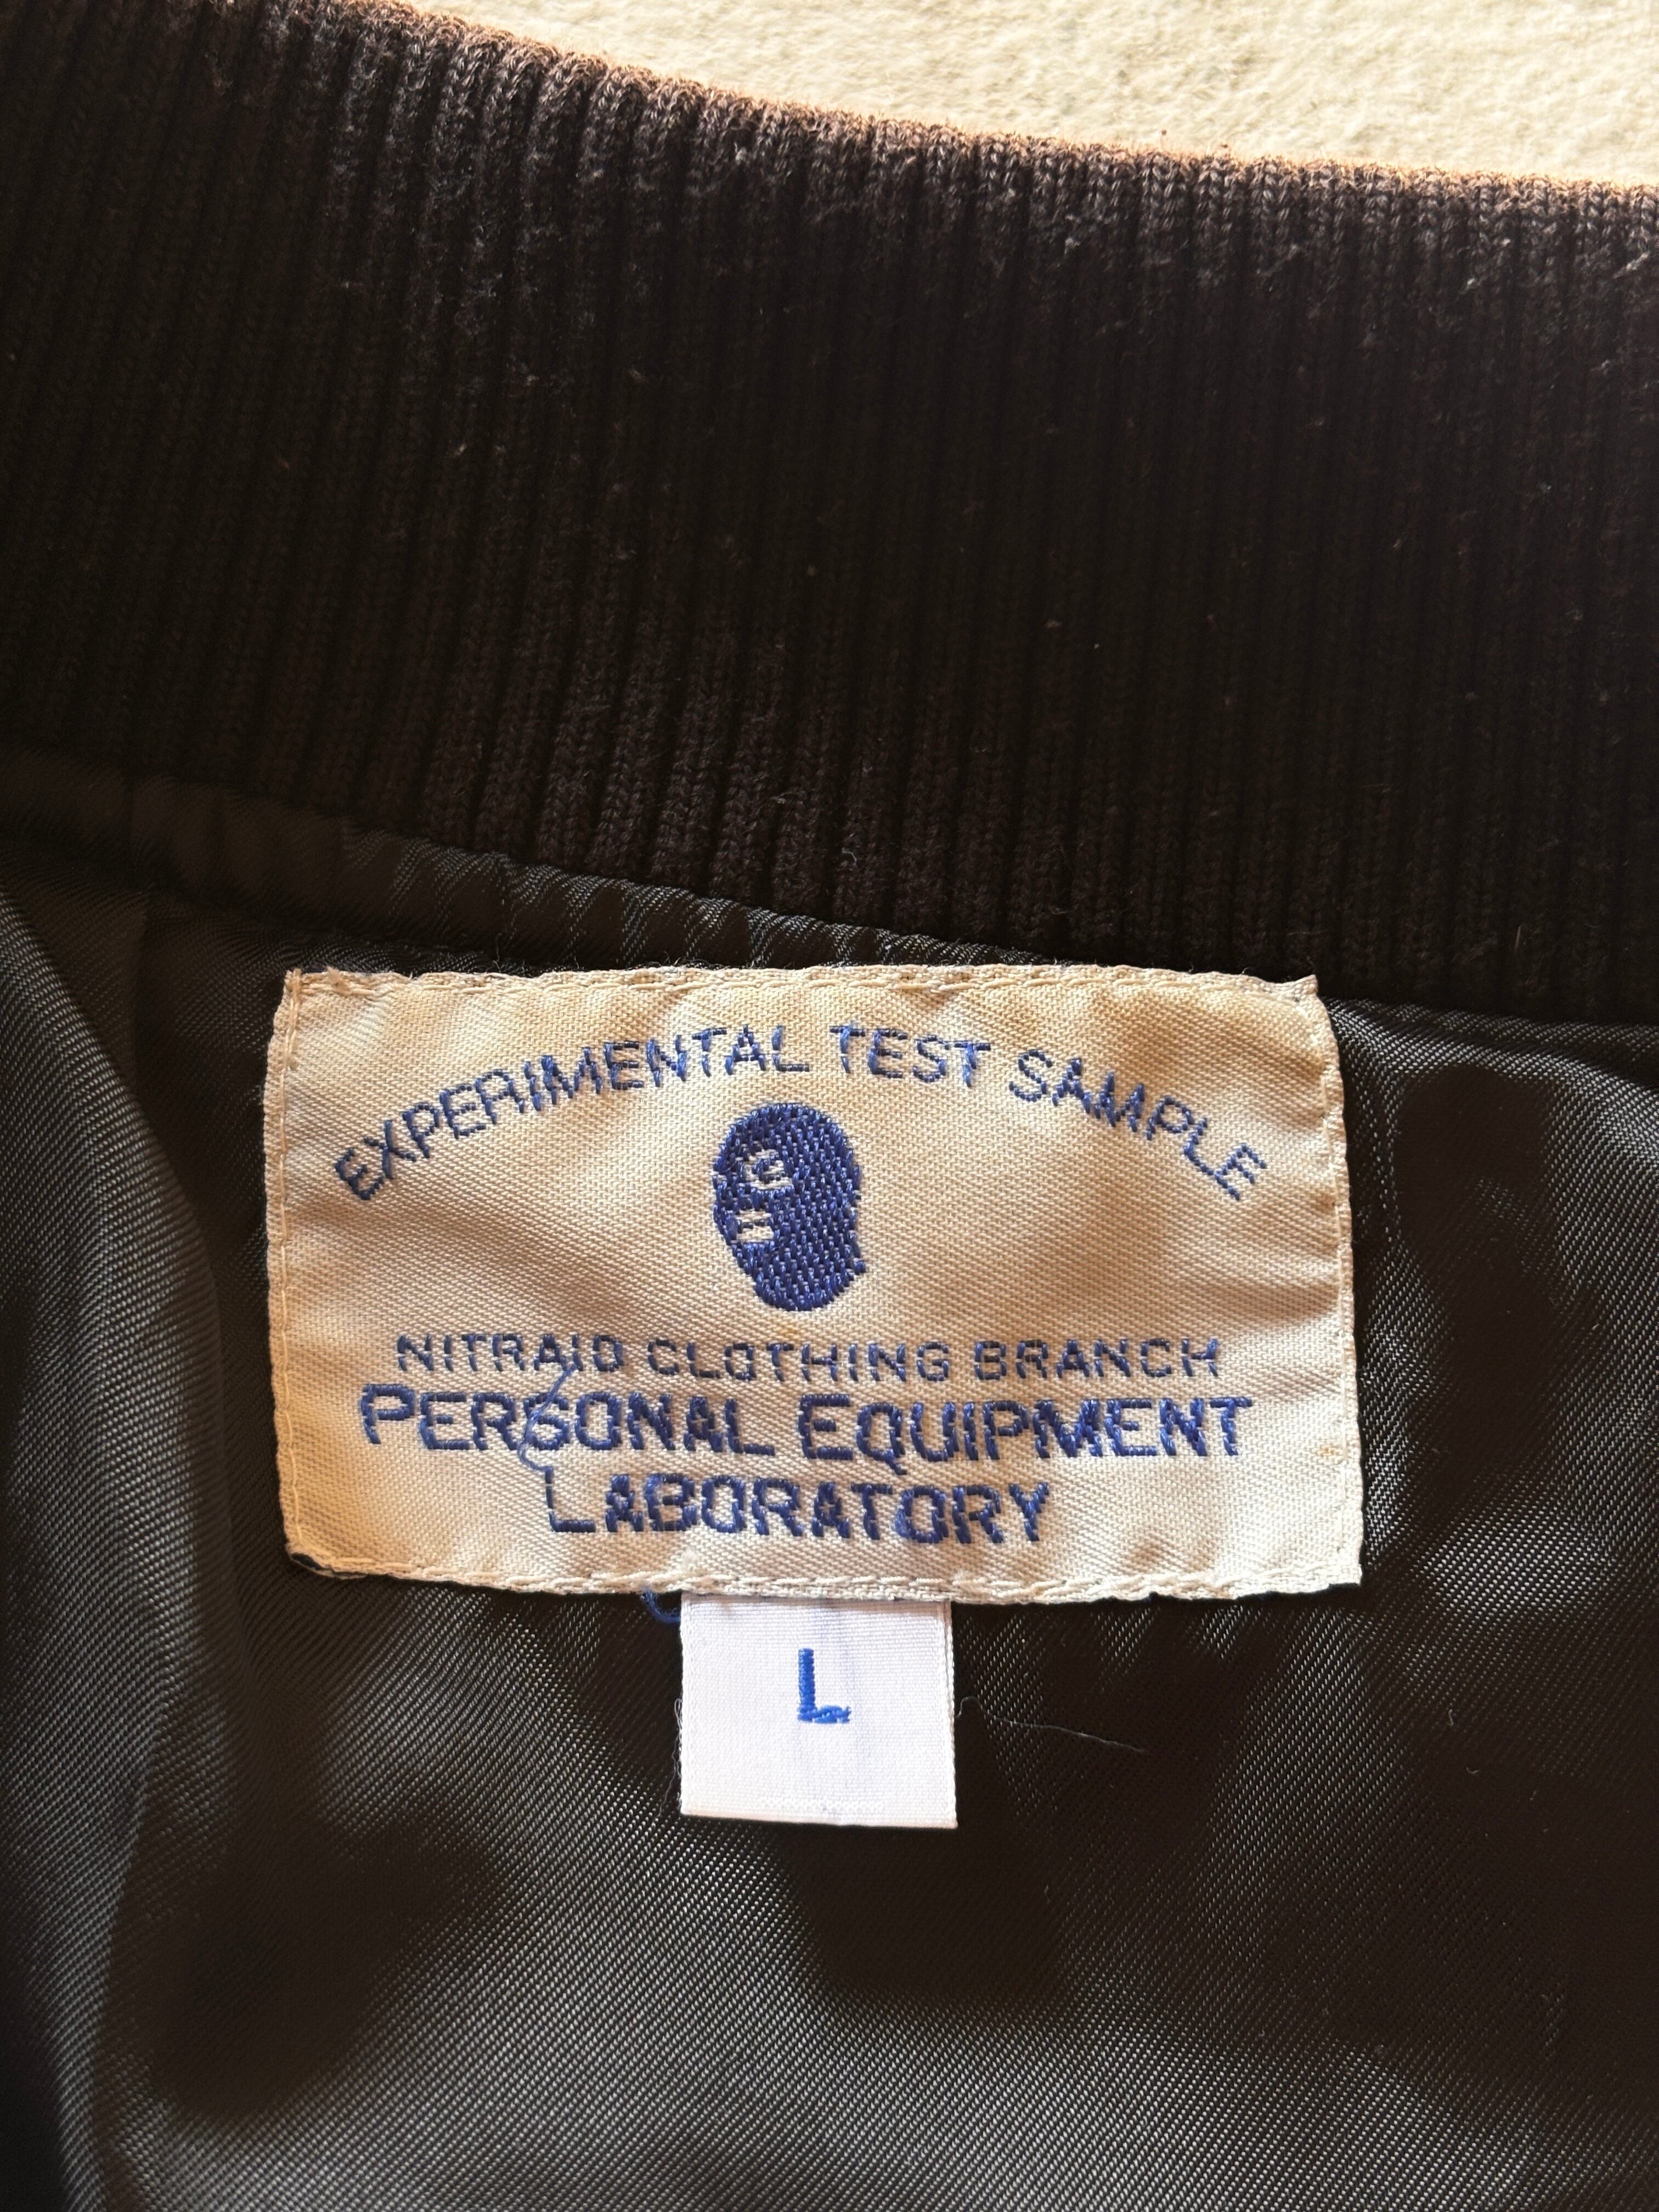 EXPERIMENTAL TEST SAMPLE
NITRAID CLOTHING BRANCH
PERSONAL EQUIPMENT
LABORATORY
L